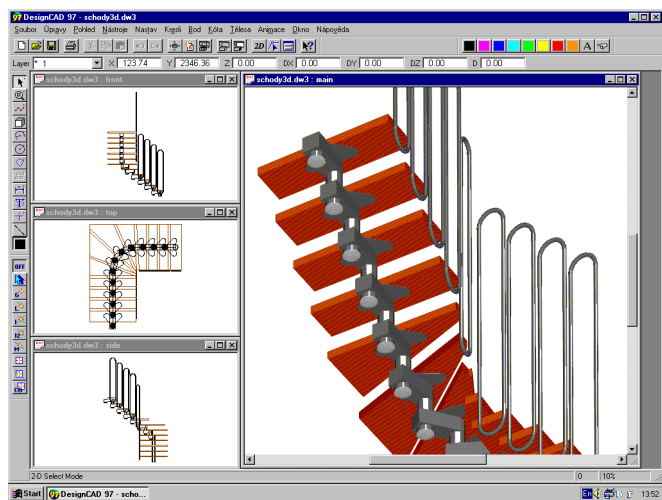 DesignCAD 97 - schody3d.dw3
Soubor Úpravy Pohled Nástroje Nastav Kresli Bod Kóta Tělesa Animace Okno Nápověda
2D
Layer * 1 X 123.74 Y 2346.36 Z 0.00 DX 0.00 DY 0.00 DZ 0.00 D 0.00
schody3d.dw3 : front
schody3d.dw3 : main
schody3d.dw3 : top
OFF
schody3d.dw3 : side
2-D Select Mode 0 10%
Start DesignCAD 97 - scho... En 13:52